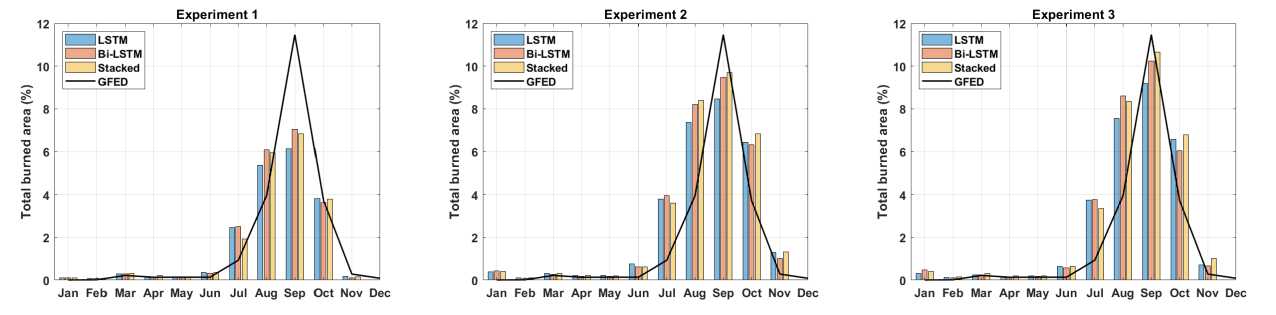 Experiment 1
Total burned area (%)
12
10
8
6
4
2
0
LSTM
Bi-LSTM
Stacked
GFED
Jan Feb Mar Apr May Jun Jul Aug Sep Oct Nov Dec
Experiment 2
Total burned area (%)
12
10
8
6
4
2
0
LSTM
Bi-LSTM
Stacked
GFED
Jan Feb Mar Apr May Jun Jul Aug Sep Oct Nov Dec
Experiment 3
Total burned area (%)
12
10
8
6
4
2
0
LSTM
Bi-LSTM
Stacked
GFED
Jan Feb Mar Apr May Jun Jul Aug Sep Oct Nov Dec